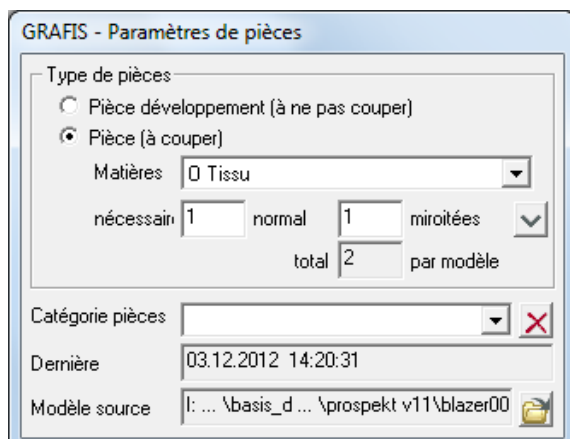 GRAFIS - Paramètres de pièces
Type de pièces
Pièce développement (à ne pas couper)
Pièce (à couper)
Matières 0 Tissu
nécessair 1 normal 1 miroitées
total 2 par modèle
Catégorie pièces
Dernière 03.12.2012 14:20:31
Modèle source I: ... \basis_d ... \prospekt v11\blazer00